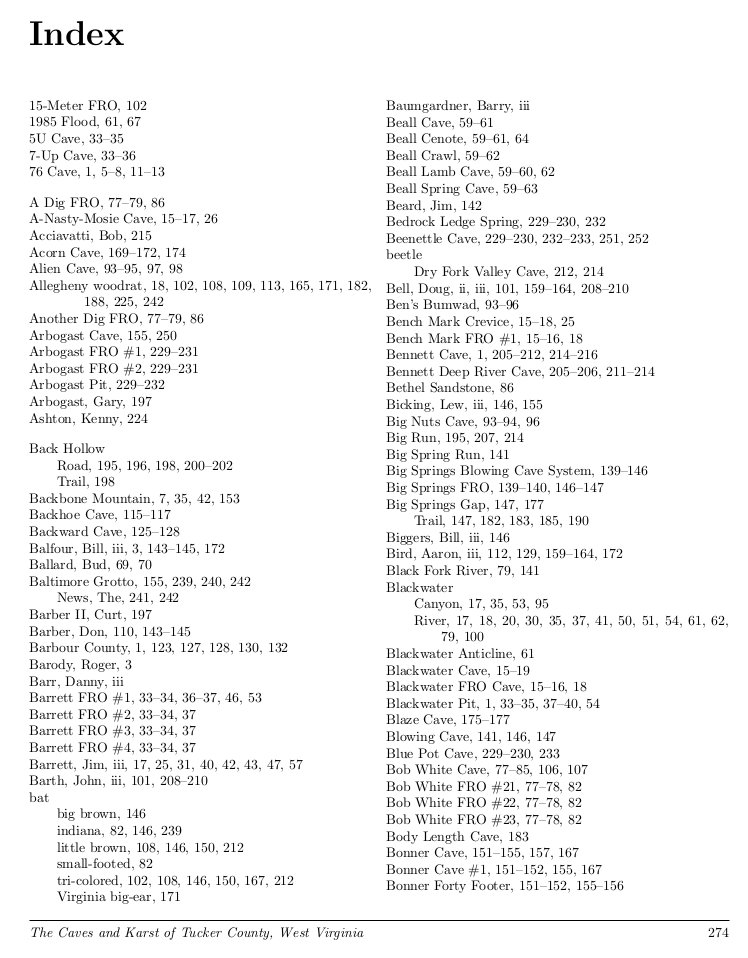 Index
15-Meter FRO, 102
1985 Flood, 61, 67
5U Cave, 33–35
7-Up Cave, 33–36
76 Cave, 1, 5–8, 11–13
A Dig FRO, 77–79, 86
A-Nasty-Mosie Cave, 15–17, 26
Acciavatti, Bob, 215
Acorn Cave, 169–172, 174
Alien Cave, 93–95, 97, 98
Allegheny woodrat, 18, 102, 108, 109, 113, 165, 171, 182,
188, 225, 242
Another Dig FRO, 77–79, 86
Arbogast Cave, 155, 250
Arbogast FRO #1, 229–231
Arbogast FRO #2, 229–231
Arbogast Pit, 229–232
Arbogast, Gary, 197
Ashton, Kenny, 224
Back Hollow
Road, 195, 196, 198, 200–202
Trail, 198
Backbone Mountain, 7, 35, 42, 153
Backhoe Cave, 115–117
Backward Cave, 125–128
Balfour, Bill, iii, 3, 143–145, 172
Ballard, Bud, 69, 70
Baltimore Grotto, 155, 239, 240, 242
News, The, 241, 242
Barber II, Curt, 197
Barber, Don, 110, 143–145
Barbour County, 1, 123, 127, 128, 130, 132
Barody, Roger, 3
Barr, Danny, iii
Barrett FRO #1, 33–34, 36–37, 46, 53
Barrett FRO #2, 33–34, 37
Barrett FRO #3, 33–34, 37
Barrett FRO #4, 33–34, 37
Barrett, Jim, iii, 17, 25, 31, 40, 42, 43, 47, 57
Barth, John, iii, 101, 208–210
bat
big brown, 146
indiana, 82, 146, 239
little brown, 108, 146, 150, 212
small-footed, 82
tri-colored, 102, 108, 146, 150, 167, 212
Virginia big-ear, 171
Baumgardner, Barry, iii
Beall Cave, 59–61
Beall Cenote, 59–61, 64
Beall Crawl, 59–62
Beall Lamb Cave, 59–60, 62
Beall Spring Cave, 59–63
Beard, Jim, 142
Bedrock Ledge Spring, 229–230, 232
Beenettle Cave, 229–230, 232–233, 251, 252
beetle
Dry Fork Valley Cave, 212, 214
Bell, Doug, ii, iii, 101, 159–164, 208–210
Ben's Bumwad, 93–96
Bench Mark Crevice, 15–18, 25
Bench Mark FRO #1, 15–16, 18
Bennett Cave, 1, 205–212, 214–216
Bennett Deep River Cave, 205–206, 211–214
Bethel Sandstone, 86
Bicking, Lew, iii, 146, 155
Big Nuts Cave, 93–94, 96
Big Run, 195, 207, 214
Big Spring Run, 141
Big Springs Blowing Cave System, 139–146
Big Springs FRO, 139–140, 146–147
Big Springs Gap, 147, 177
Trail, 147, 182, 183, 185, 190
Biggers, Bill, iii, 146
Bird, Aaron, iii, 112, 129, 159–164, 172
Black Fork River, 79, 141
Blackwater
Canyon, 17, 35, 53, 95
River, 17, 18, 20, 30, 35, 37, 41, 50, 51, 54, 61, 62,
79, 100
Blackwater Anticline, 61
Blackwater Cave, 15–19
Blackwater FRO Cave, 15–16, 18
Blackwater Pit, 1, 33–35, 37–40, 54
Blaze Cave, 175–177
Blowing Cave, 141, 146, 147
Blue Pot Cave, 229–230, 233
Bob White Cave, 77–85, 106, 107
Bob White FRO #21, 77–78, 82
Bob White FRO #22, 77–78, 82
Bob White FRO #23, 77–78, 82
Body Length Cave, 183
Bonner Cave, 151–155, 157, 167
Bonner Cave #1, 151–152, 155, 167
Bonner Forty Footer, 151–152, 155–156
The Caves and Karst of Tucker County, West Virginia
274